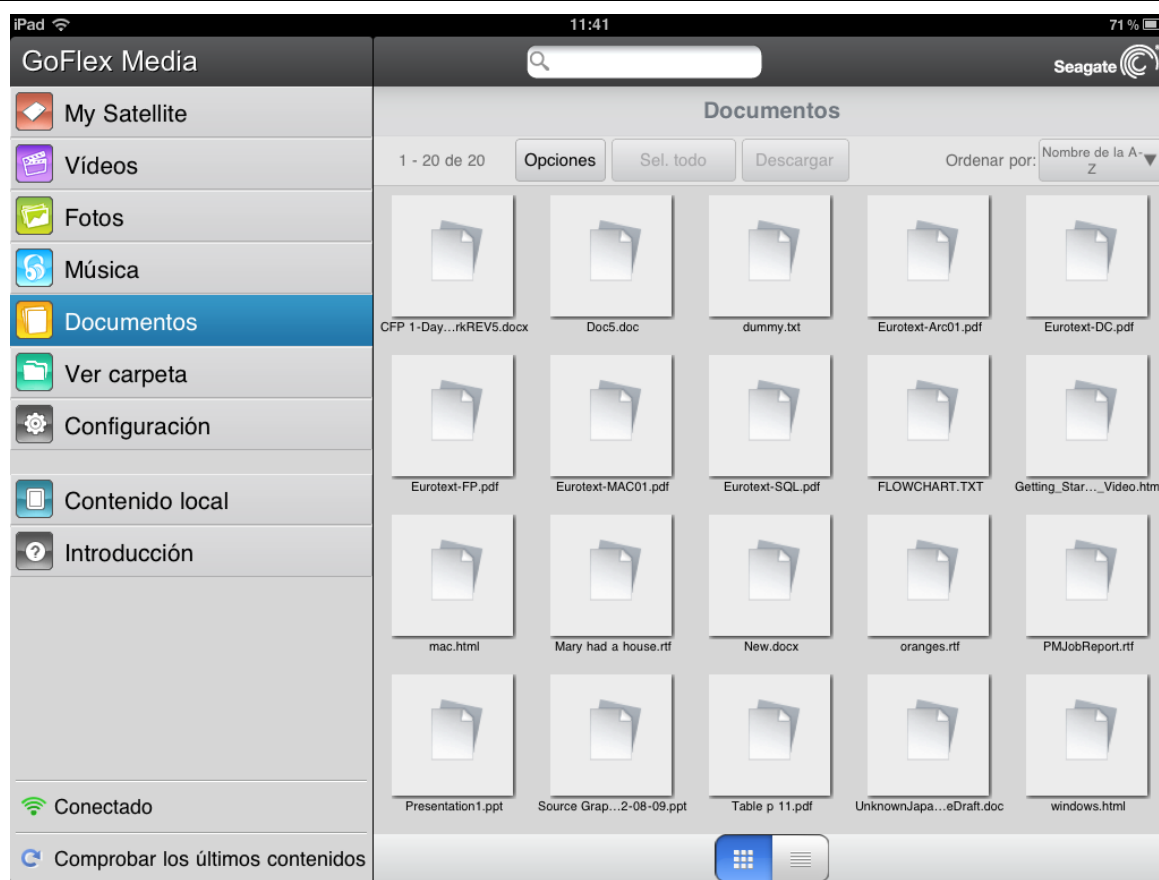 iPad 11:41 71 %
GoFlex Media
Seagate
My Satellite
Vídeos
Fotos
Música
Documentos
Ver carpeta
Configuración
Contenido local
Introducción
Conectado
Comprobar los últimos contenidos
Documentos
1 - 20 de 20 Opciones Sel. todo Descargar Ordenar por: Nombre de la A-
Z
CFP 1-Day...rkREV5.docx Doc5.doc dummy.txt Eurotext-Arc01.pdf Eurotext-DC.pdf
Eurotext-FP.pdf Eurotext-MAC01.pdf Eurotext-SQL.pdf FLOWCHART.TXT Getting_Star..._Video.htm
mac.html Mary had a house.rtf New.docx oranges.rtf PMJobReport.rtf
Presentation1.ppt Source Grap...2-08-09.ppt Table p 11.pdf UnknownJapa...eDraft.doc windows.html